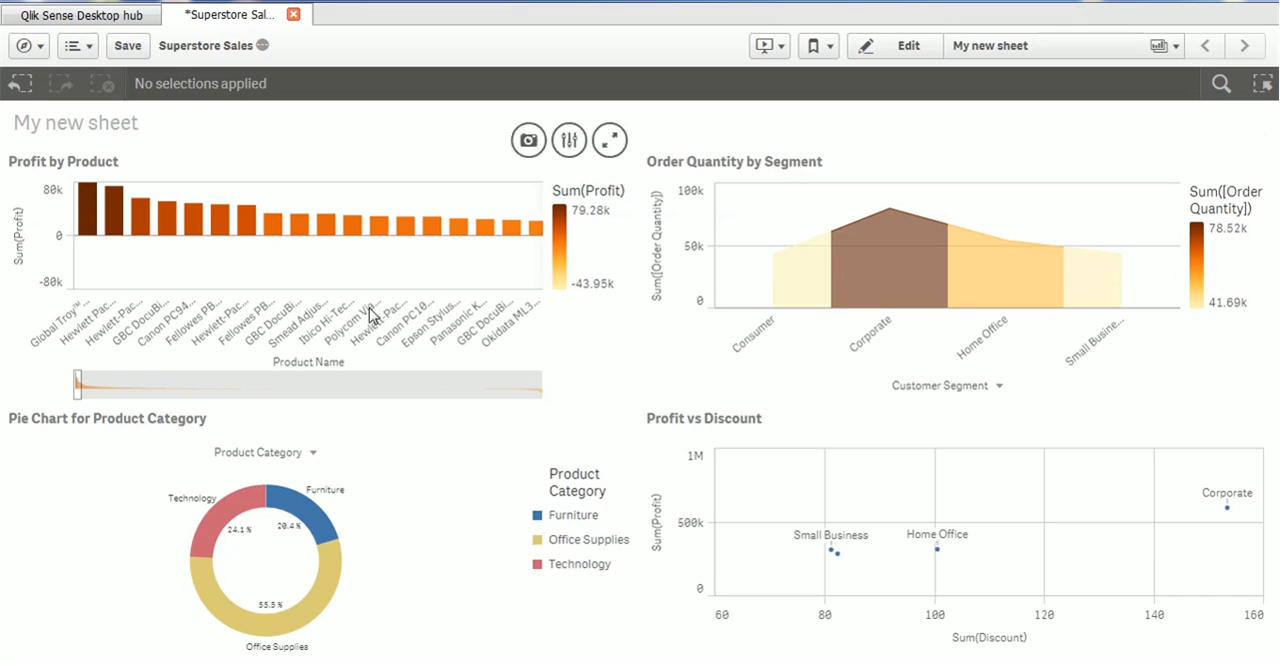 Qlik Sense Desktop hub
*Superstore Sal...
Save
Superstore Sales
Edit
My new sheet
No selections applied
My new sheet
Profit by Product
Sum(Profit)
80k
0
-80k
Global Troy™...
Hewlett Pac...
Hewlett-Pac...
GBC DocuBi...
Canon PC94...
Fellowes PB...
Hewlett-Pac...
Fellowes PB...
GBC DocuBi...
Smead Adjus...
Ibico Hi-Tec...
Polycom Vi...
Hewlett-Pac...
Canon PC10...
Epson Stylus...
Panasonic K...
GBC DocuBi...
Okidata ML3...
Product Name
Sum(Profit)
79.28k
-43.95k
Order Quantity by Segment
Sum([Order Quantity])
100k
50k
0
Consumer
Corporate
Home Office
Small Busine...
Customer Segment
Sum([Order
Quantity])
78.52k
41.69k
Pie Chart for Product Category
Product Category
Technology
Furniture
24.1 %
20.4 %
55.5 %
Office Supplies
Product
Category
Furniture
Office Supplies
Technology
Profit vs Discount
Sum(Profit)
1M
500k
0
Corporate
Small Business
Home Office
60
80
100
120
140
160
Sum(Discount)